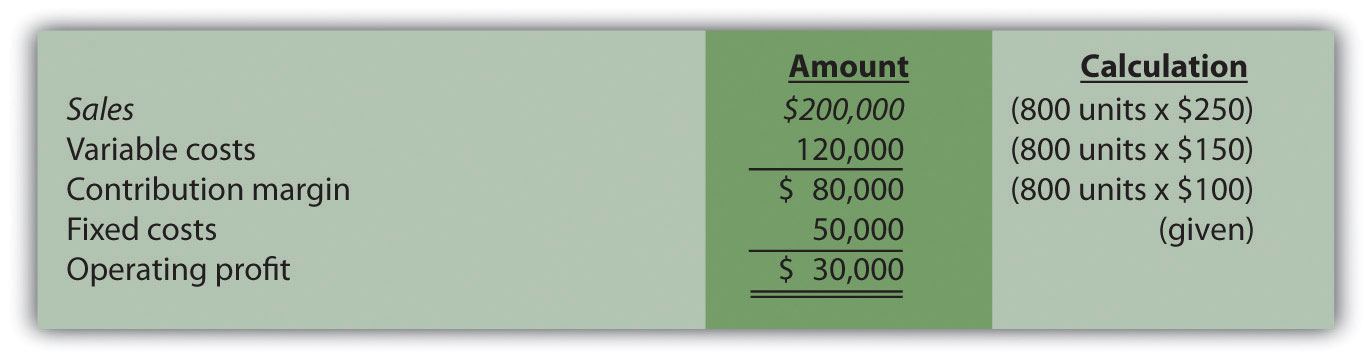 Amount Calculation
Sales $200,000 (800 units x $250)
Variable costs 120,000 (800 units x $150)
Contribution margin $ 80,000 (800 units x $100)
Fixed costs 50,000 (given)
Operating profit $ 30,000